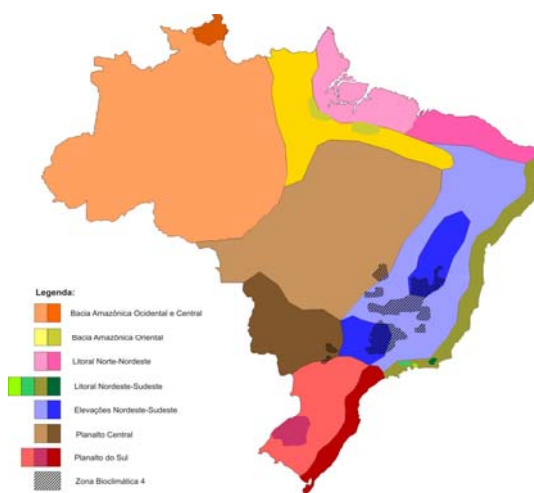 Legenda:
Bacia Amazônica Ocidental e Central
Bacia Amazônica Oriental
Litoral Norte-Nordeste
Litoral Nordeste-Sudeste
Elevações Nordeste-Sudeste
Planalto Central
Planalto do Sul
Zona Bioclimática 4